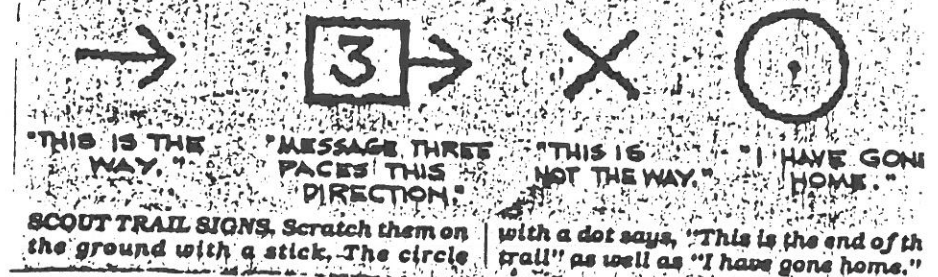 3
"THIS IS THE
WAY."
"MESSAGE THREE
PACES THIS
DIRECTION."
"THIS IS
NOT THE WAY."
"I HAVE GONE
HOME."
SCOUT TRAIL SIGNS. Scratch them on
the ground with a stick. The circle
with a dot says, "This is the end of th
trail" as well as "I have gone home."